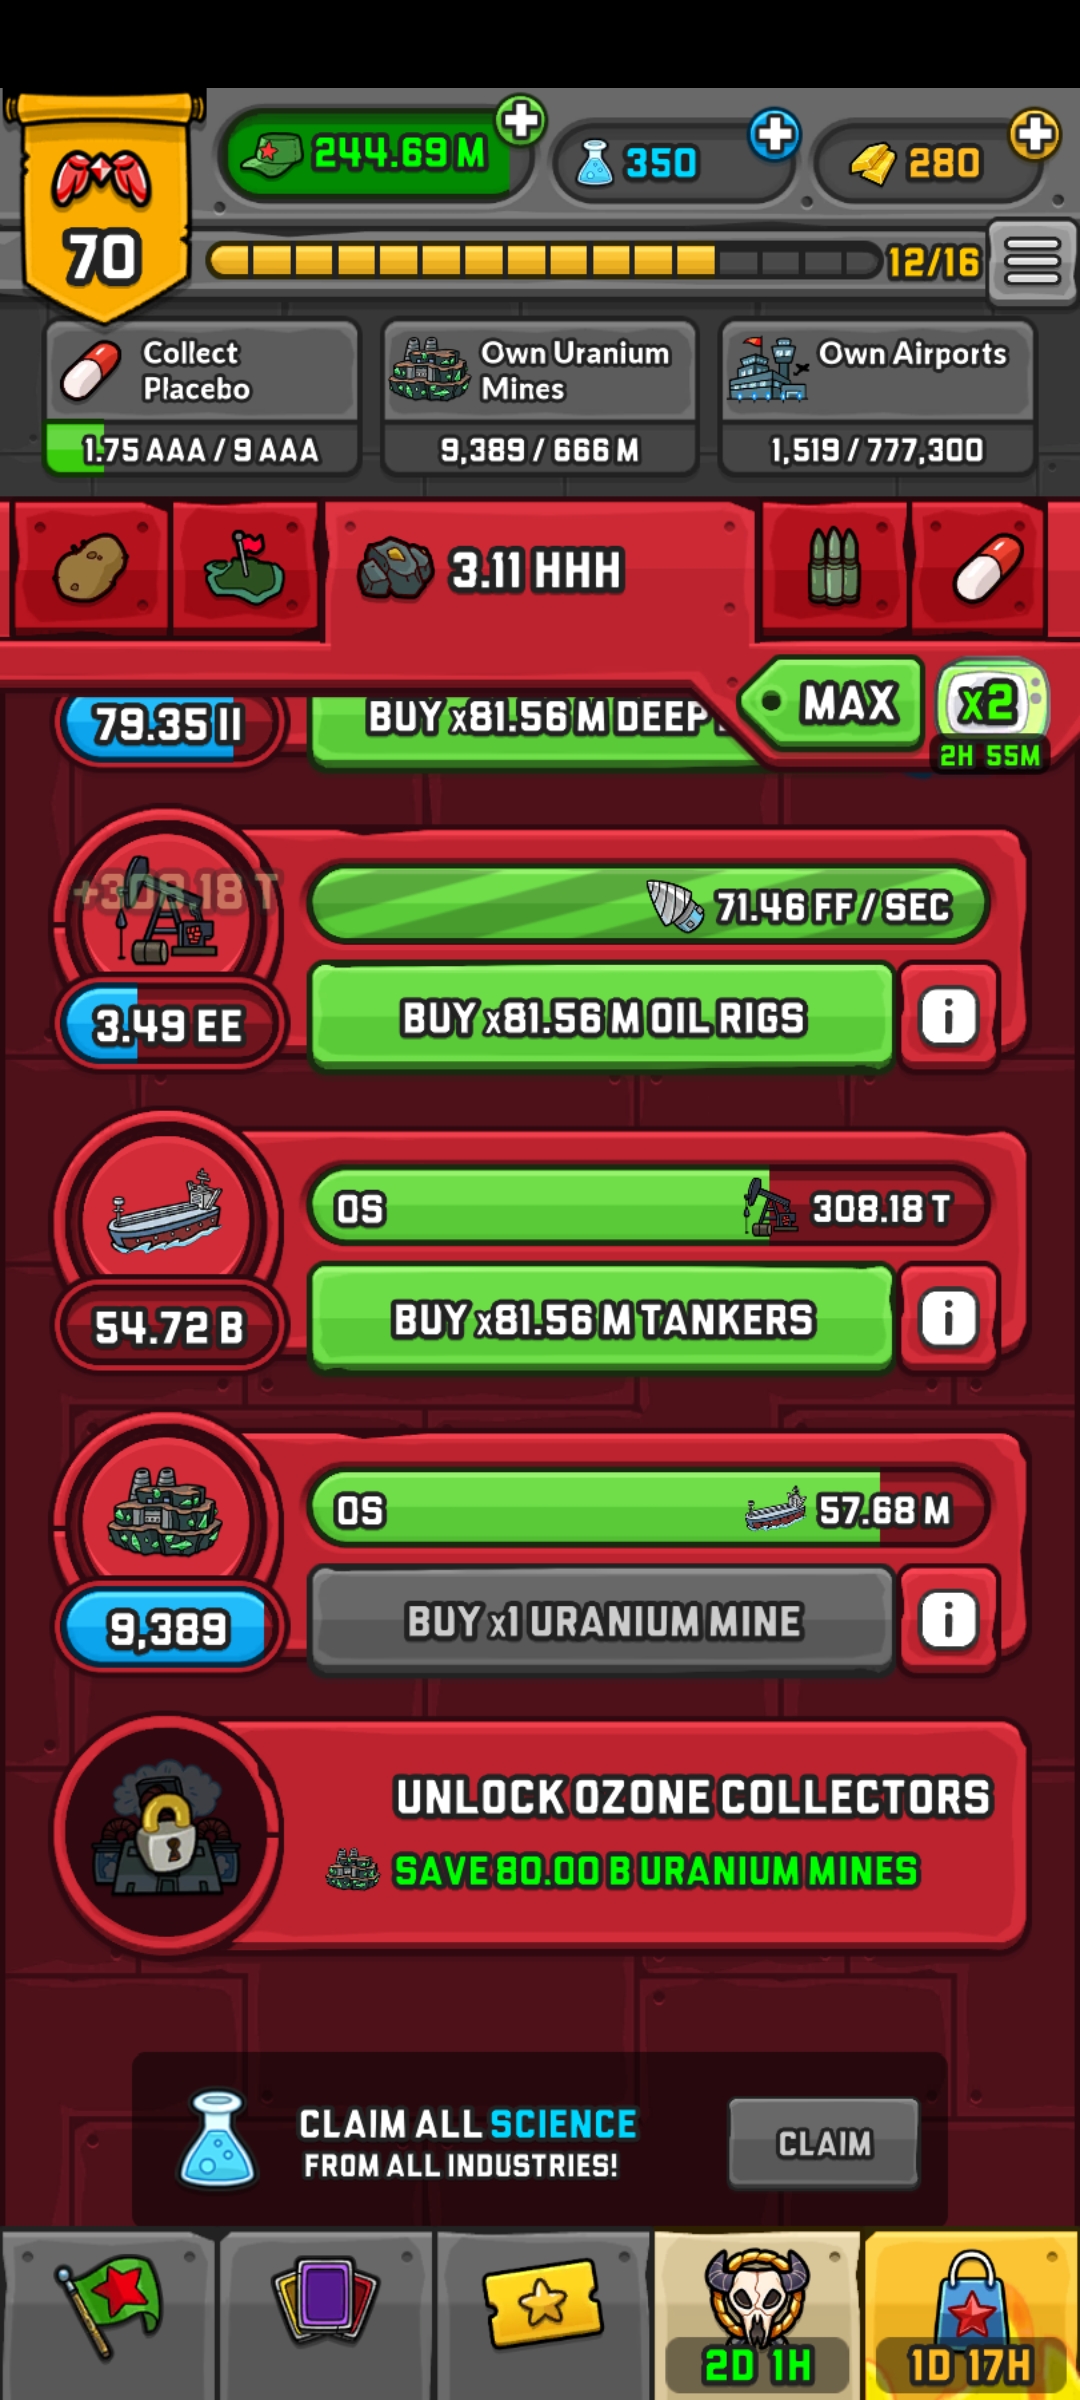 244.69 M
350
280
70
12/16
Collect
Placebo
1.75 AAA / 9 AAA
Own Uranium
Mines
9,389 / 666 M
Own Airports
1,519 / 777,300
3.11 HHH
MAX
x2
2H 55M
79.35 II
BUY x81.56 M DEEP
+308.18 T
71.46 FF / SEC
3.49 EE
BUY x81.56 M OIL RIGS
i
0S
308.18 T
54.72 B
BUY x81.56 M TANKERS
i
0S
57.68 M
9,389
BUY x1 URANIUM MINE
i
UNLOCK OZONE COLLECTORS
SAVE 80.00 B URANIUM MINES
CLAIM ALL SCIENCE
FROM ALL INDUSTRIES!
CLAIM
2D 1H
1D 17H